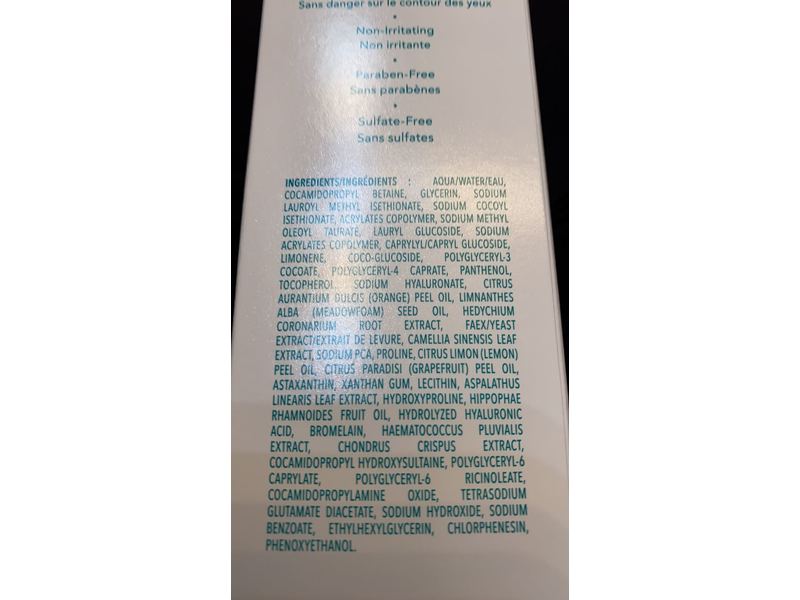 Sans danger sur le contour des yeux
•
Non-Irritating
Non irritante
•
Paraben-Free
Sans parabènes
•
Sulfate-Free
Sans sulfates
INGREDIENTS/INGRÉDIENTS : AQUA/WATER/EAU,
COCAMIDOPROPYL BETAINE, GLYCERIN, SODIUM
LAUROYL METHYL ISETHIONATE, SODIUM COCOYL
ISETHIONATE, ACRYLATES COPOLYMER, SODIUM METHYL
OLEOYL TAURATE, LAURYL GLUCOSIDE, SODIUM
ACRYLATES COPOLYMER, CAPRYLYL/CAPRYL GLUCOSIDE,
LIMONENE, COCO-GLUCOSIDE, POLYGLYCERYL-3
COCOATE, POLYGLYCERYL-4 CAPRATE, PANTHENOL,
TOCOPHEROL, SODIUM HYALURONATE, CITRUS
AURANTIUM DULCIS (ORANGE) PEEL OIL, LIMNANTHES
ALBA (MEADOWFOAM) SEED OIL, HEDYCHIUM
CORONARIUM ROOT EXTRACT, FAEX/YEAST
EXTRACT/EXTRAIT DE LEVURE, CAMELLIA SINENSIS LEAF
EXTRACT, SODIUM PCA, PROLINE, CITRUS LIMON (LEMON)
PEEL OIL, CITRUS PARADISI (GRAPEFRUIT) PEEL OIL,
ASTAXANTHIN, XANTHAN GUM, LECITHIN, ASPALATHUS
LINEARIS LEAF EXTRACT, HYDROXYPROLINE, HIPPOPHAE
RHAMNOIDES FRUIT OIL, HYDROLYZED HYALURONIC
ACID, BROMELAIN, HAEMATOCOCCUS PLUVIALIS
EXTRACT, CHONDRUS CRISPUS EXTRACT,
COCAMIDOPROPYL HYDROXYSULTAINE, POLYGLYCERYL-6
CAPRYLATE, POLYGLYCERYL-6 RICINOLEATE,
COCAMIDOPROPYLAMINE OXIDE, TETRASODIUM
GLUTAMATE DIACETATE, SODIUM HYDROXIDE, SODIUM
BENZOATE, ETHYLHEXYLGLYCERIN, CHLORPHENESIN,
PHENOXYETHANOL.